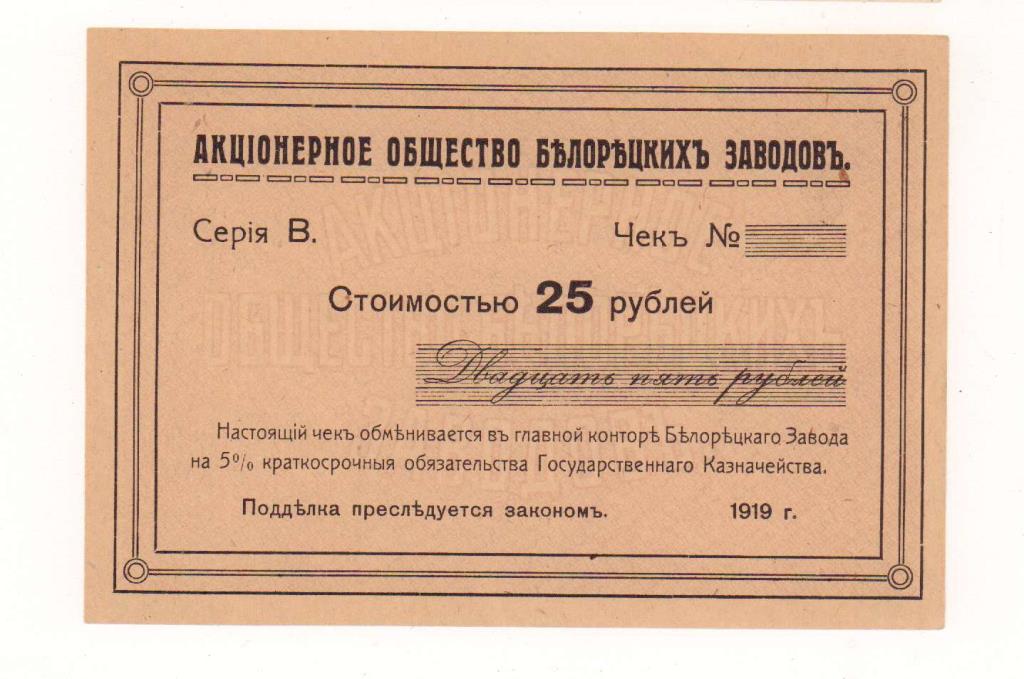 АКЦІОНЕРНОЕ ОБЩЕСТВО БѢЛОРѢЦКИХЪ ЗАВОДОВЪ.
Серія В. Чекъ №
Стоимостью 25 рублей
Двадцать пять рублей
Настоящій чекъ обмѣнивается въ главной конторѣ Бѣлорѣцкаго Завода
на 5% краткосрочныя обязательства Государственнаго Казначейства.
Поддѣлка преслѣдуется закономъ. 1919 г.